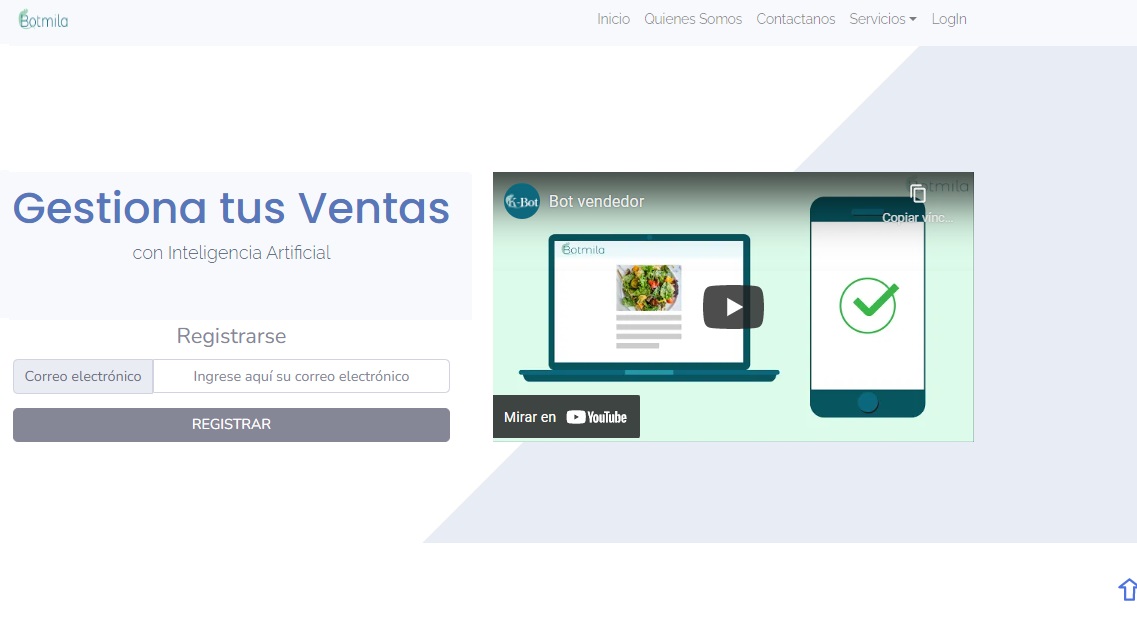 Botmila
Inicio Quienes Somos Contactanos Servicios LogIn
Gestiona tus Ventas
con Inteligencia Artificial
Registrarse
Correo electrónico Ingrese aquí su correo electrónico
REGISTRAR
K-Bot Bot vendedor
Botmila
Copiar vínc...
Botmila
Mirar en YouTube